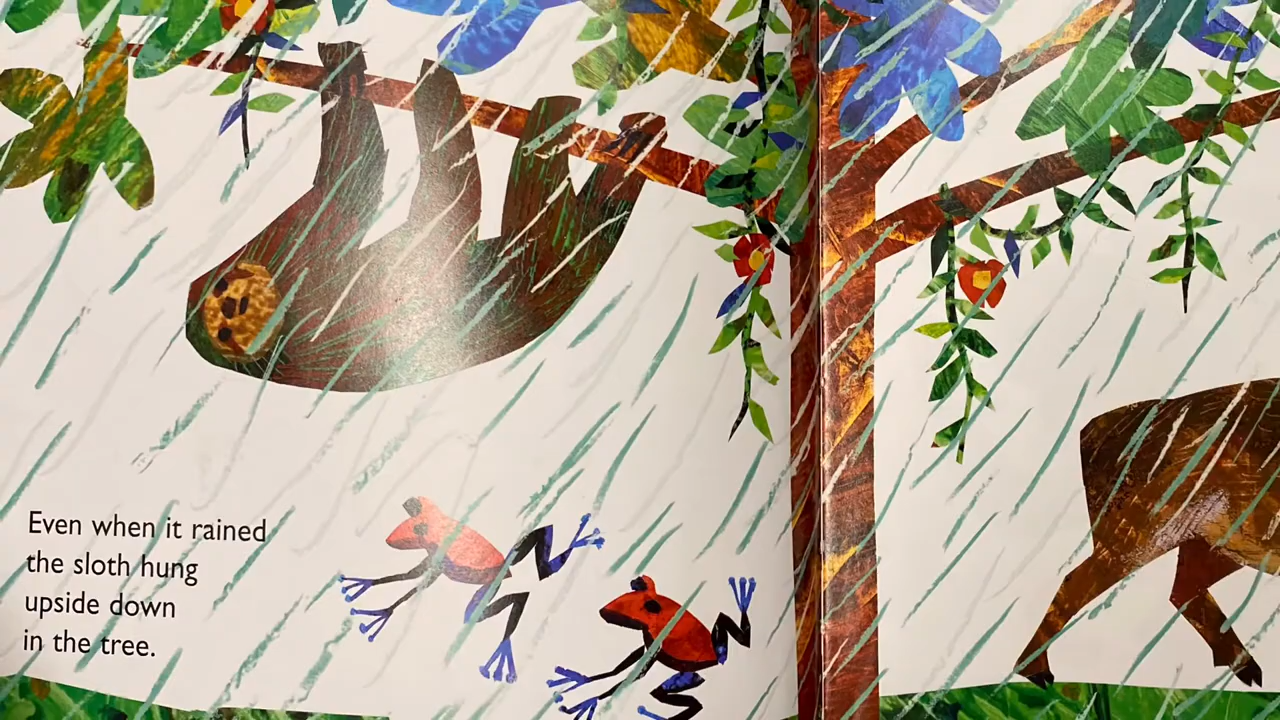 Even when it rained
the sloth hung
upside down
in the tree.